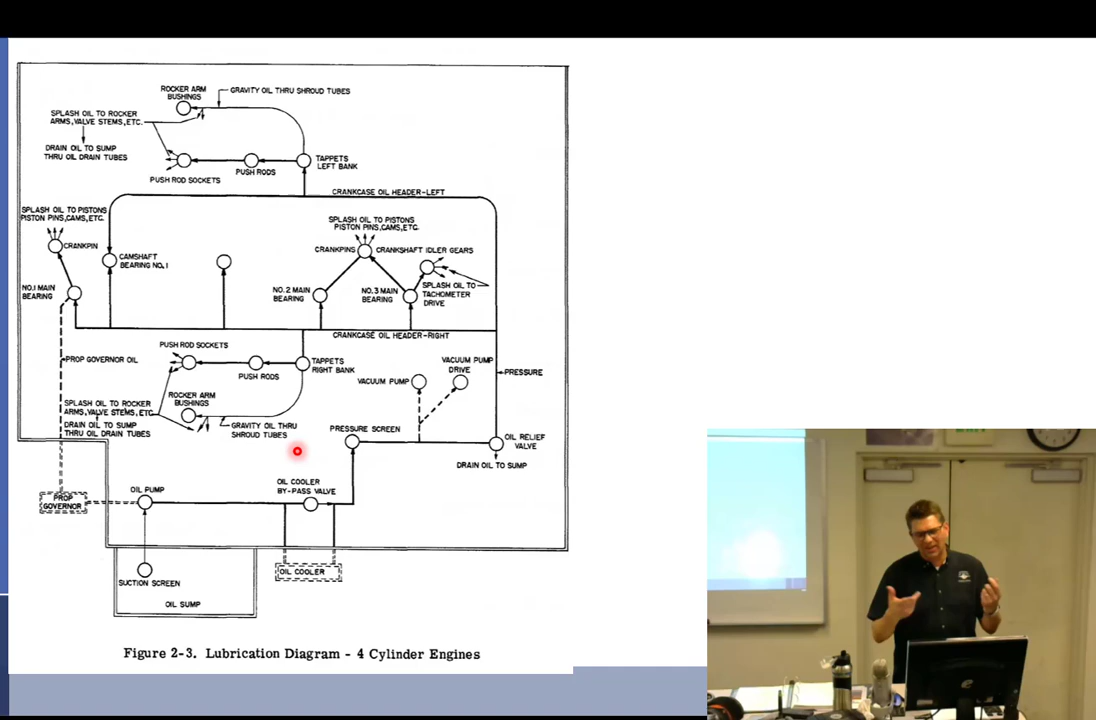 ROCKER ARM
BUSHINGS
GRAVITY OIL THRU SHROUD TUBES
SPLASH OIL TO ROCKER
ARMS, VALVE STEMS, ETC.
DRAIN OIL TO SUMP
THRU OIL DRAIN TUBES
TAPPETS
LEFT BANK
PUSH RODS
PUSH ROD SOCKETS
CRANKCASE OIL HEADER-LEFT
SPLASH OIL TO PISTONS
PISTON PINS, CAMS, ETC.
SPLASH OIL TO PISTONS
PISTON PINS, CAMS, ETC.
CRANKPIN
CRANKPINS
CRANKSHAFT IDLER GEARS
CAMSHAFT
BEARING NO. 1
NO. 1 MAIN
BEARING
NO. 2 MAIN
BEARING
NO. 3 MAIN
BEARING
SPLASH OIL TO
TACHOMETER
DRIVE
CRANKCASE OIL HEADER-RIGHT
PUSH ROD SOCKETS
PROP GOVERNOR OIL
TAPPETS
RIGHT BANK
PUSH RODS
VACUUM PUMP
VACUUM PUMP
DRIVE
PRESSURE
ROCKER ARM
BUSHINGS
SPLASH OIL TO ROCKER
ARMS, VALVE STEMS, ETC
DRAIN OIL TO SUMP
THRU OIL DRAIN TUBES
GRAVITY OIL THRU
SHROUD TUBES
PRESSURE SCREEN
OIL RELIEF
VALVE
DRAIN OIL TO SUMP
PROP
GOVERNOR
OIL PUMP
OIL COOLER
BY-PASS VALVE
OIL COOLER
SUCTION SCREEN
OIL SUMP
Figure 2-3. Lubrication Diagram - 4 Cylinder Engines